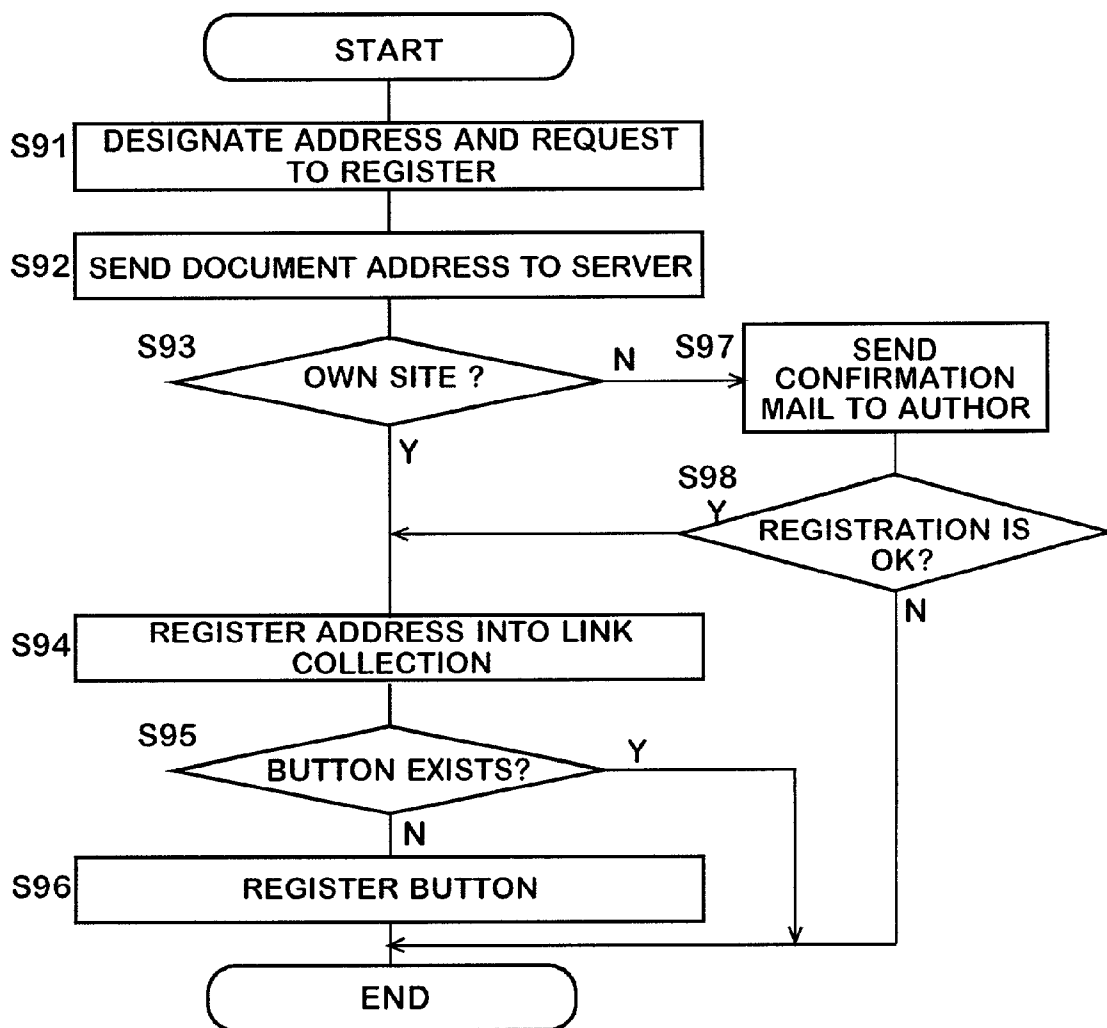 START
S91
DESIGNATE ADDRESS AND REQUEST
TO REGISTER
S92
SEND DOCUMENT ADDRESS TO SERVER
S93
OWN SITE ?
N
Y
S97
SEND
CONFIRMATION
MAIL TO AUTHOR
S98
Y
REGISTRATION IS
OK?
N
S94
REGISTER ADDRESS INTO LINK
COLLECTION
S95
BUTTON EXISTS?
Y
N
S96
REGISTER BUTTON
END